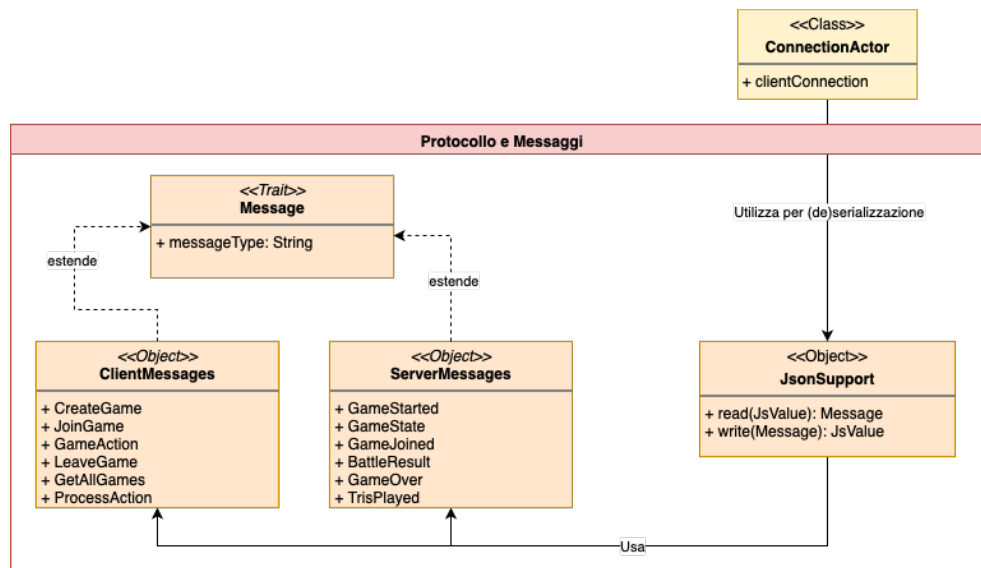 <<Class>>
ConnectionActor
+ clientConnection
Protocollo e Messaggi
<<Trait>>
Message
+ messageType: String
Utilizza per (de)serializzazione
estende
estende
<<Object>>
ClientMessages
+ CreateGame
+ JoinGame
+ GameAction
+ LeaveGame
+ GetAllGames
+ ProcessAction
<<Object>>
ServerMessages
+ GameStarted
+ GameState
+ GameJoined
+ BattleResult
+ GameOver
+ TrisPlayed
<<Object>>
JsonSupport
+ read(JsValue): Message
+ write(Message): JsValue
Usa